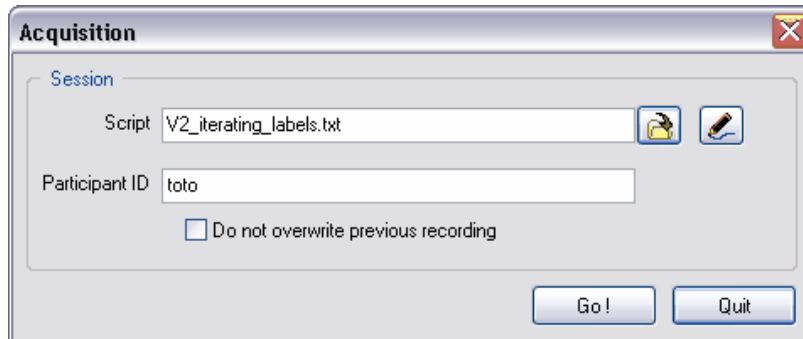 Acquisition
Session
Script V2_iterating_labels.txt
Participant ID toto
Do not overwrite previous recording
Go! Quit